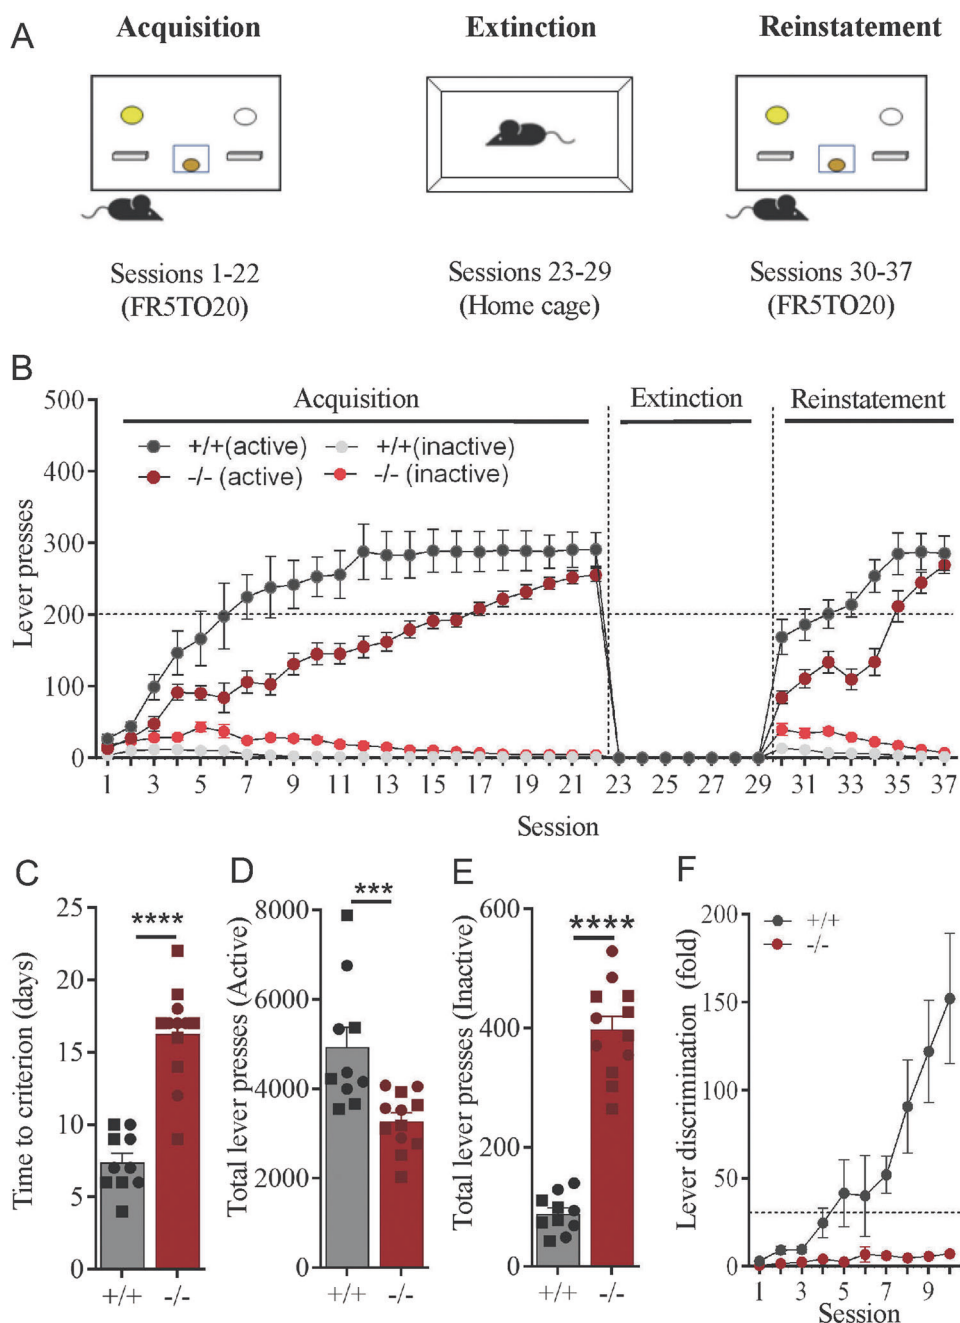 A
Acquisition
Extinction
Reinstatement
Sessions 1-22
(FR5TO20)
Sessions 23-29
(Home cage)
Sessions 30-37
(FR5TO20)
B
Acquisition
Extinction
Reinstatement
+/+(active)
+/+(inactive)
-/- (active)
-/- (inactive)
Lever presses
500
400
300
200
100
0
1 3 5 7 9 11 13 15 17 19 21 23 25 27 29 31 33 35 37
Session
C
****
Time to criterion (days)
25
20
15
10
5
0
+/+ -/-
D
***
Total lever presses (Active)
8000
6000
4000
2000
0
+/+ -/-
E
****
Total lever presses (Inactive)
600
400
200
0
+/+ -/-
F
+/+
-/-
Lever discrimination (fold)
200
150
100
50
0
1 3 5 7 9
Session